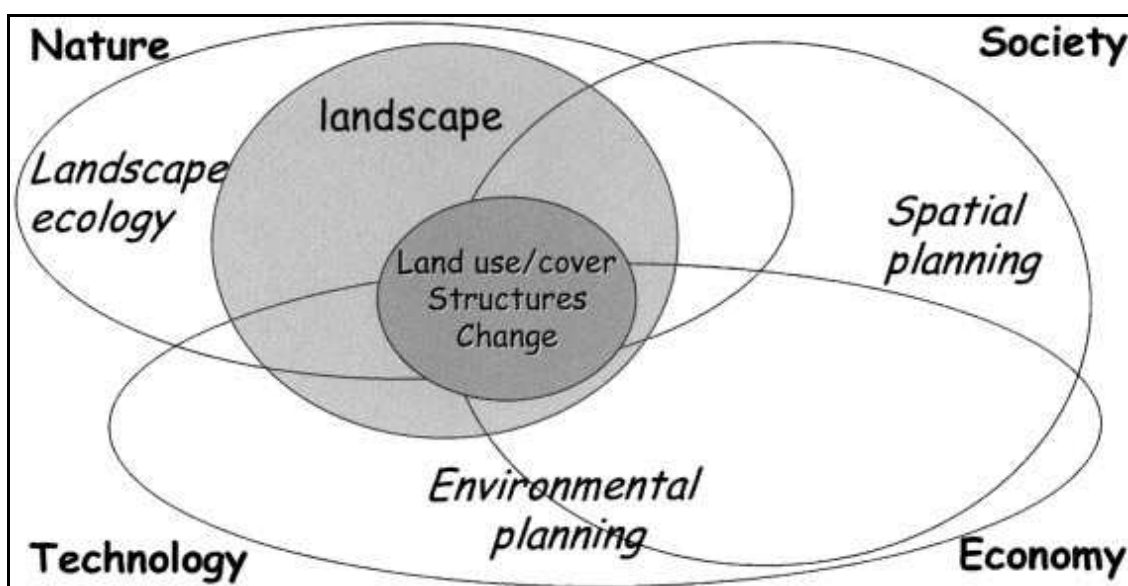 Nature
Society
landscape
Landscape
ecology
Spatial
planning
Land use/cover
Structures
Change
Environmental
planning
Technology
Economy